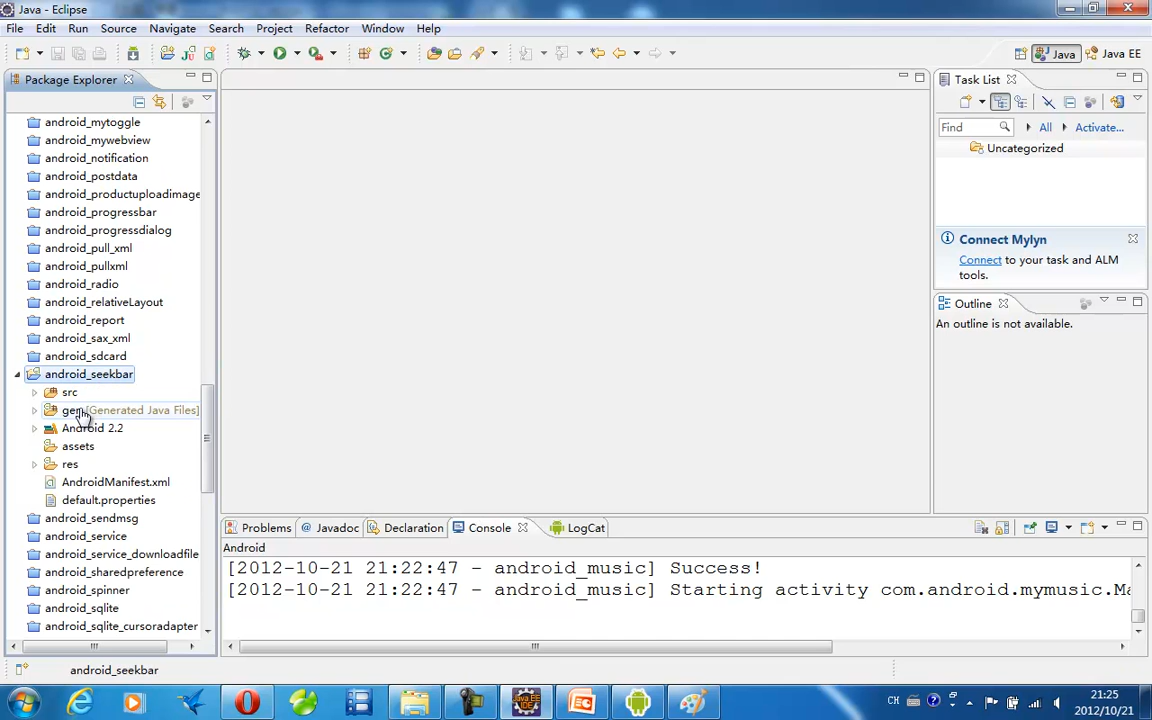 Java - Eclipse
File Edit Run Source Navigate Search Project Refactor Window Help
Java Java EE
Package Explorer
Task List
android_mytoggle
android_mywebview
android_notification
android_postdata
android_productuploadimage
android_progressbar
android_progressdialog
android_pull_xml
android_pullxml
android_radio
android_relativeLayout
android_report
android_sax_xml
android_sdcard
android_seekbar
src
gen [Generated Java Files]
Android 2.2
assets
res
AndroidManifest.xml
default.properties
android_sendmsg
android_service
android_service_downloadfile
android_sharedpreference
android_spinner
android_sqlite
android_sqlite_cursoradapter
Find All Activate...
Uncategorized
Connect Mylyn
Connect to your task and ALM
tools.
Outline
An outline is not available.
Problems Javadoc Declaration Console LogCat
Android
[2012-10-21 21:22:47 - android_music] Success!
[2012-10-21 21:22:47 - android_music] Starting activity com.android.mymusic.Ma
android_seekbar
CH
21:25
2012/10/21